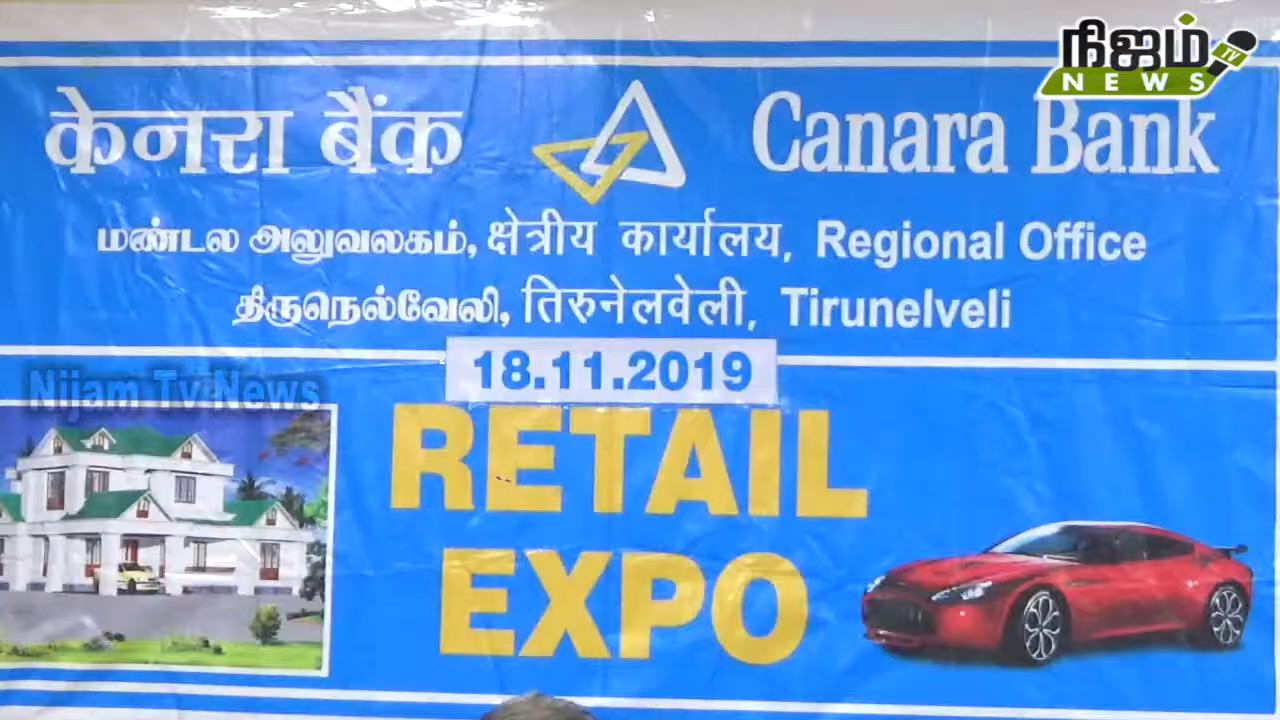 நிஜம்
TV
NEWS
केनरा बैंक Canara Bank
மண்டல அலுவலகம், क्षेत्रीय कार्यालय, Regional Office
திருநெல்வேலி, तिरुनेलवेली, Tirunelveli
18.11.2019
Nijam Tv News
RETAIL
EXPO